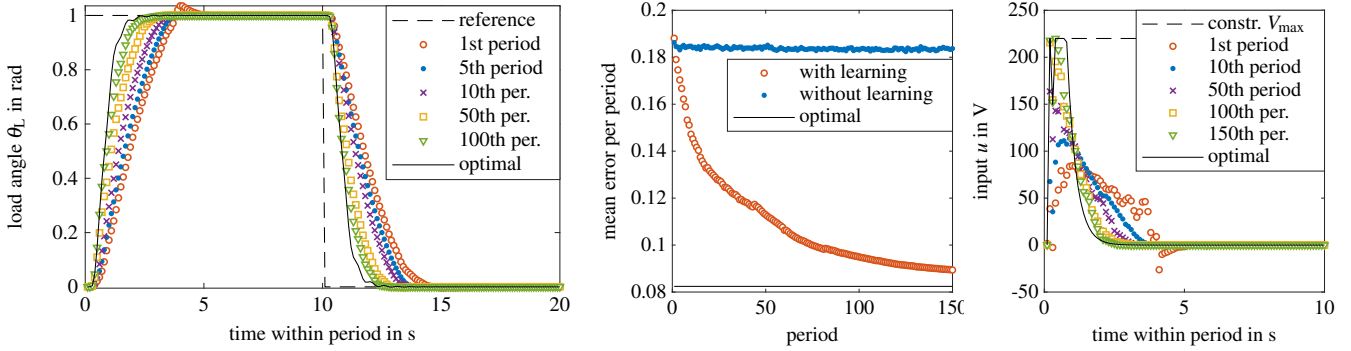 load angle θL in rad
1
0.8
0.6
0.4
0.2
0
0
5
10
15
20
time within period in s
reference
1st period
5th period
10th per.
50th per.
100th per.
optimal
mean error per period
0.2
0.18
0.16
0.14
0.12
0.1
0.08
0
50
100
150
period
with learning
without learning
optimal
input u in V
250
200
150
100
50
0
-50
0
5
10
time within period in s
constr. Vmax
1st period
10th period
50th period
100th per.
150th per.
optimal